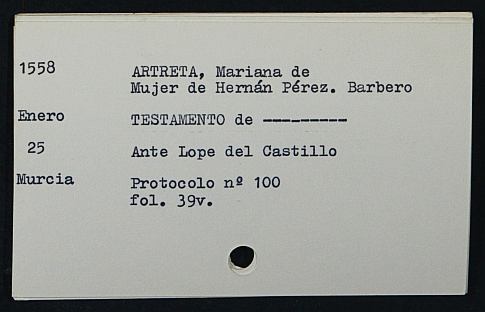 1558 ARTRETA, Mariana de
Mujer de Hernán Pérez. Barbero
Enero TESTAMENTO de ---------
25 Ante Lope del Castillo
Murcia Protocolo nº 100
fol. 39v.